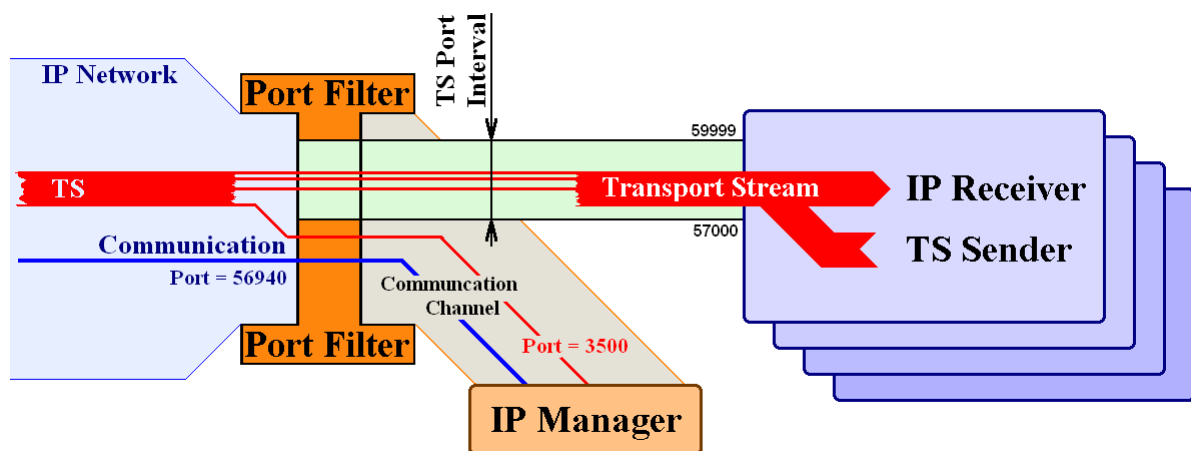 IP Network
Port Filter
TS Port
Interval
59999
TS
Transport Stream
IP Receiver
57000
Communication
TS Sender
Port = 56940
Communcation
Channel
Port Filter
Port = 3500
IP Manager